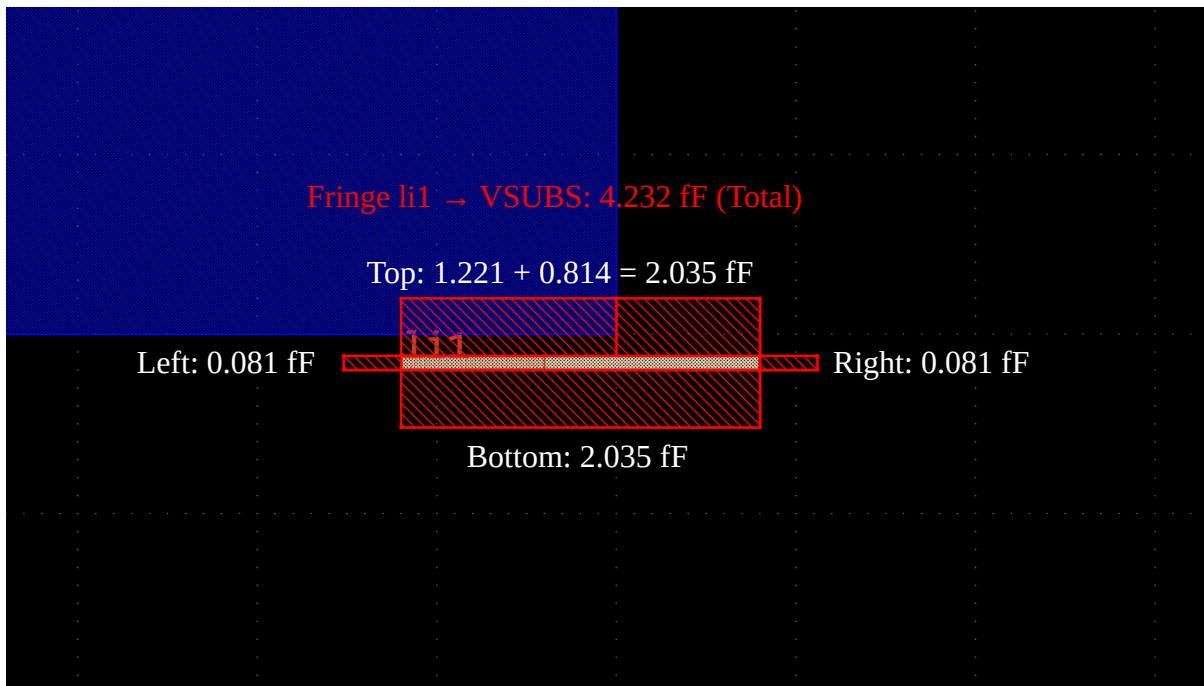 Fringe li1 → VSUBS: 4.232 fF (Total)
Top: 1.221 + 0.814 = 2.035 fF
li1
Left: 0.081 fF
Right: 0.081 fF
Bottom: 2.035 fF